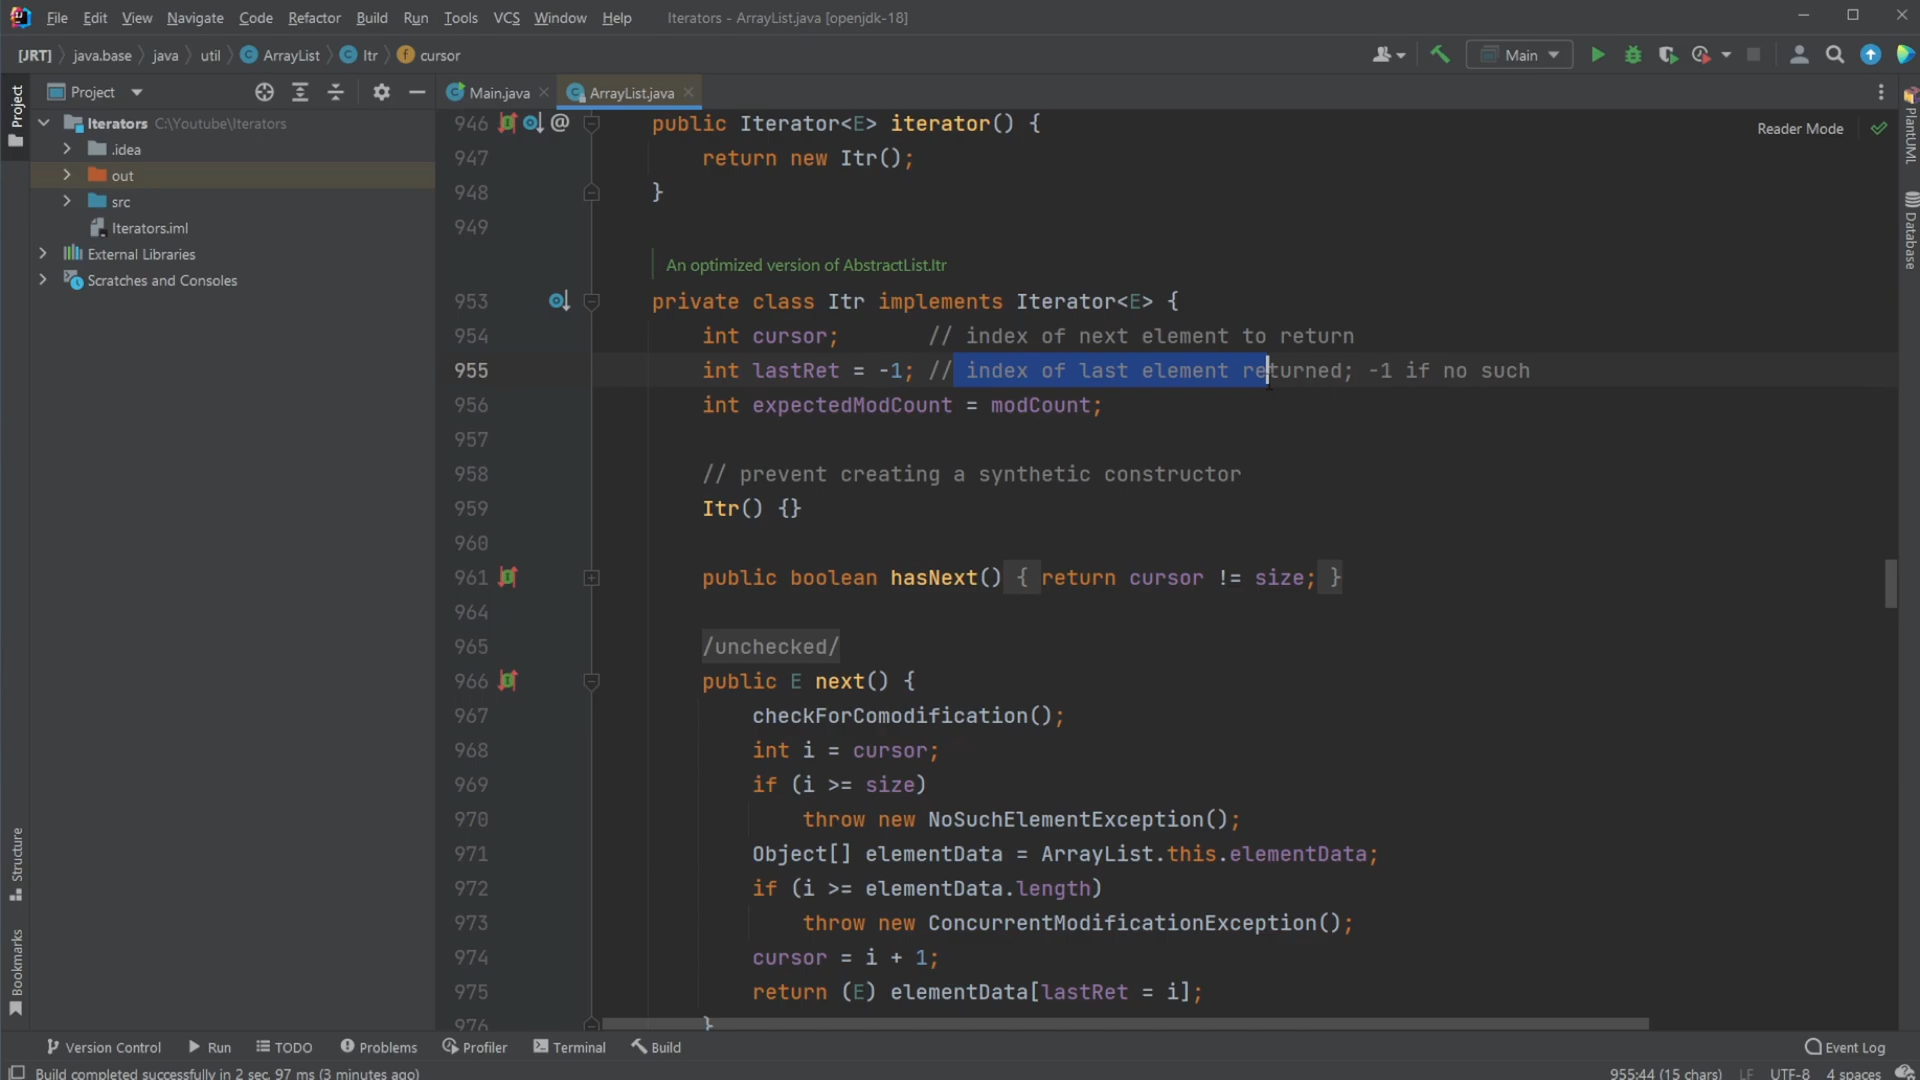 File Edit View Navigate Code Refactor Build Run Tools VCS Window Help Iterators - ArrayList.java [openjdk-18]
[JRT] java.base java util ArrayList Itr cursor Main
Project Main.java ArrayList.java
Iterators C:\Youtube\Iterators
.idea
out
src
Iterators.iml
External Libraries
Scratches and Consoles
Reader Mode
946 @ public Iterator<E> iterator() {
947 return new Itr();
948 }
949
An optimized version of AbstractList.Itr
953 private class Itr implements Iterator<E> {
954 int cursor; // index of next element to return
955 int lastRet = -1; // index of last element returned; -1 if no such
956 int expectedModCount = modCount;
957
958 // prevent creating a synthetic constructor
959 Itr() {}
960
961 public boolean hasNext() { return cursor != size; }
964
965 /unchecked/
966 public E next() {
967 checkForComodification();
968 int i = cursor;
969 if (i >= size)
970 throw new NoSuchElementException();
971 Object[] elementData = ArrayList.this.elementData;
972 if (i >= elementData.length)
973 throw new ConcurrentModificationException();
974 cursor = i + 1;
975 return (E) elementData[lastRet = i];
976 }
Project
Structure
Bookmarks
PlantUML
Database
Version Control Run TODO Problems Profiler Terminal Build Event Log
Build completed successfully in 2 sec, 97 ms (3 minutes ago) 955:44 (15 chars) LF UTF-8 4 spaces